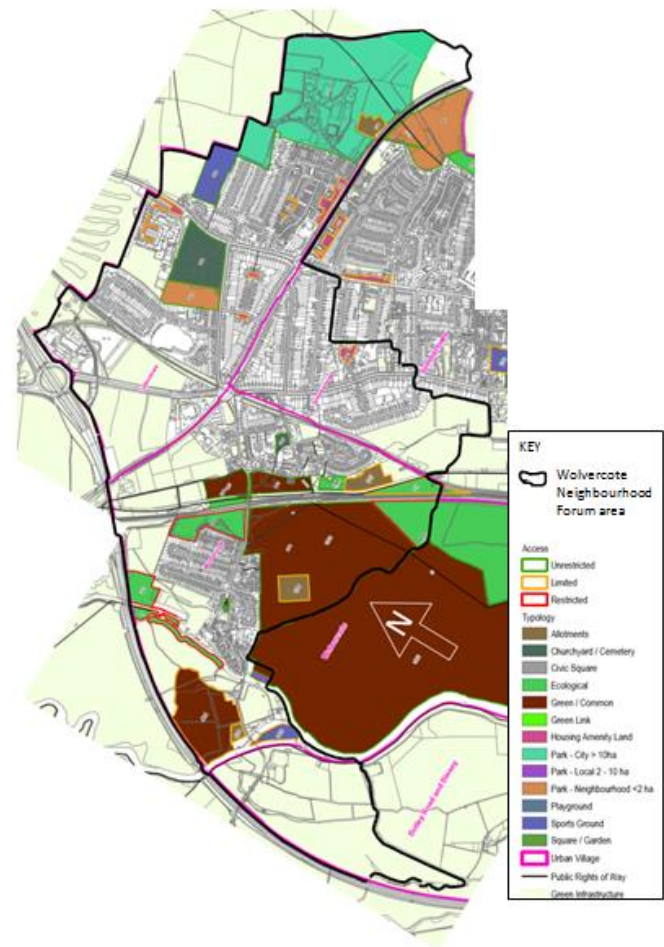 KEY
Wolvercote
Neighbourhood
Forum area
Access
Unrestricted
Limited
Restricted
Typology
Allotments
Churchyard / Cemetery
Civic Square
Ecological
Green / Common
Green Link
Housing Amenity Land
Park - City > 10ha
Park - Local 2 - 10 ha
Park - Neighbourhood <2 ha
Playground
Sports Ground
Square / Garden
Urban Village
Public Rights of Way
Green Infrastructure
N